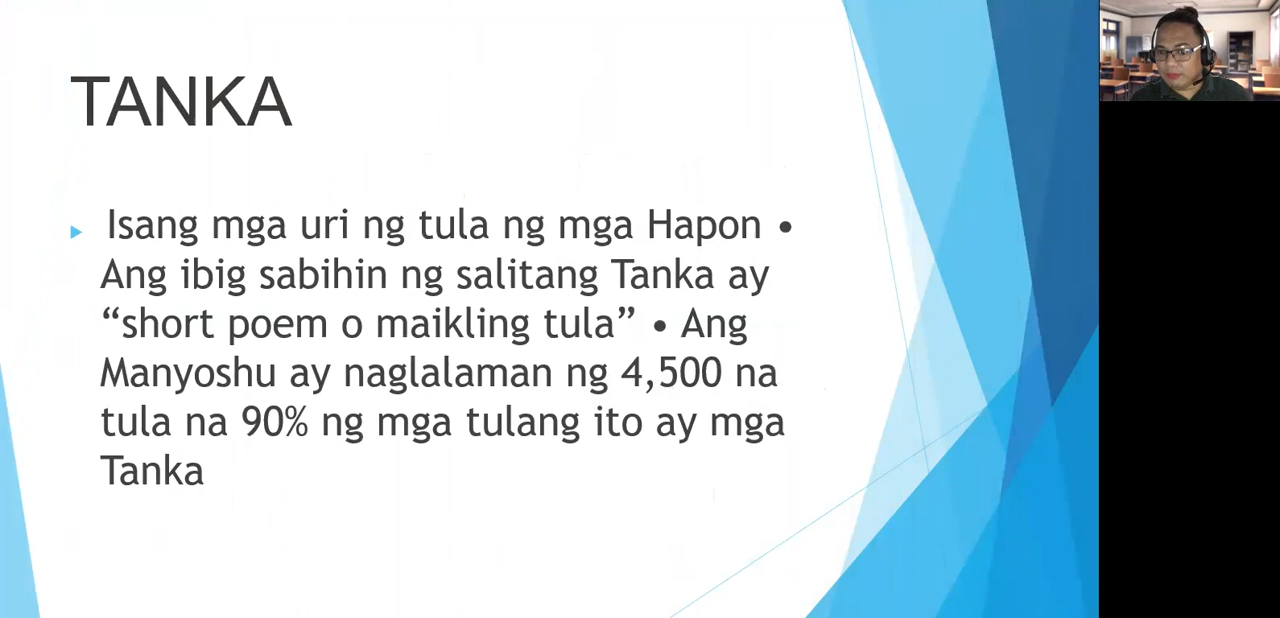 TANKA
Isang mga uri ng tula ng mga Hapon •
Ang ibig sabihin ng salitang Tanka ay
“short poem o maikling tula” • Ang
Manyoshu ay naglalaman ng 4,500 na
tula na 90% ng mga tulang ito ay mga
Tanka